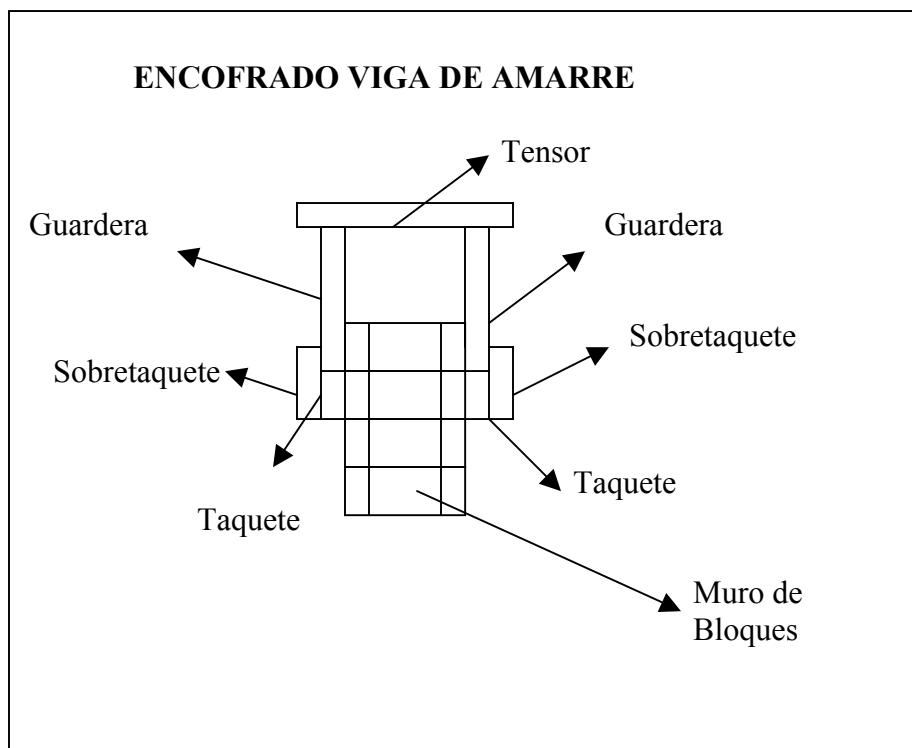 ENCOFRADO VIGA DE AMARRE
Tensor
Guardera
Guardera
Sobretaquete
Sobretaquete
Taquete
Taquete
Muro de
Bloques